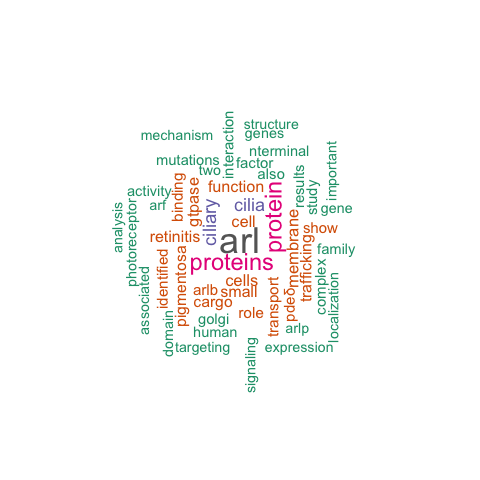 structure
mechanism
interaction
genes
nterminal
mutations
two
factor
also
important
results
study
activity
binding
gtpase
function
arf
cilia
protein
gene
analysis
photoreceptor
ciliary
cell
show
retinitis
arl
membrane
trafficking
family
proteins
pigmentosa
identified
cells
associated
arlb
small
transport
pdeδ
complex
localization
cargo
golgi
role
arlp
domain
human
targeting
expression
signaling